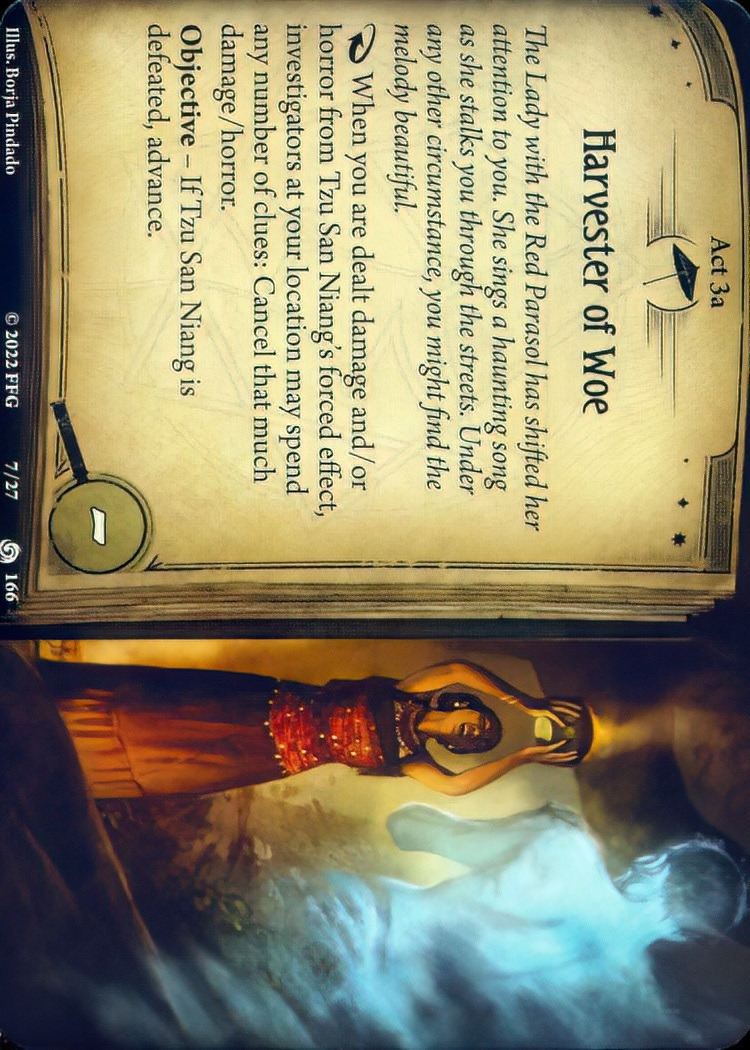 Act 3a
Harvester of Woe
The Lady with the Red Parasol has shifted her
attention to you. She sings a haunting song
as she stalks you through the streets. Under
any other circumstance, you might find the
melody beautiful.
When you are dealt damage and/or
horror from Tzu San Niang's forced effect,
investigators at your location may spend
any number of clues: Cancel that much
damage/horror.
Objective – If Tzu San Niang is
defeated, advance.
–
Illus. Borja Pindado © 2022 FFG 7/27 166